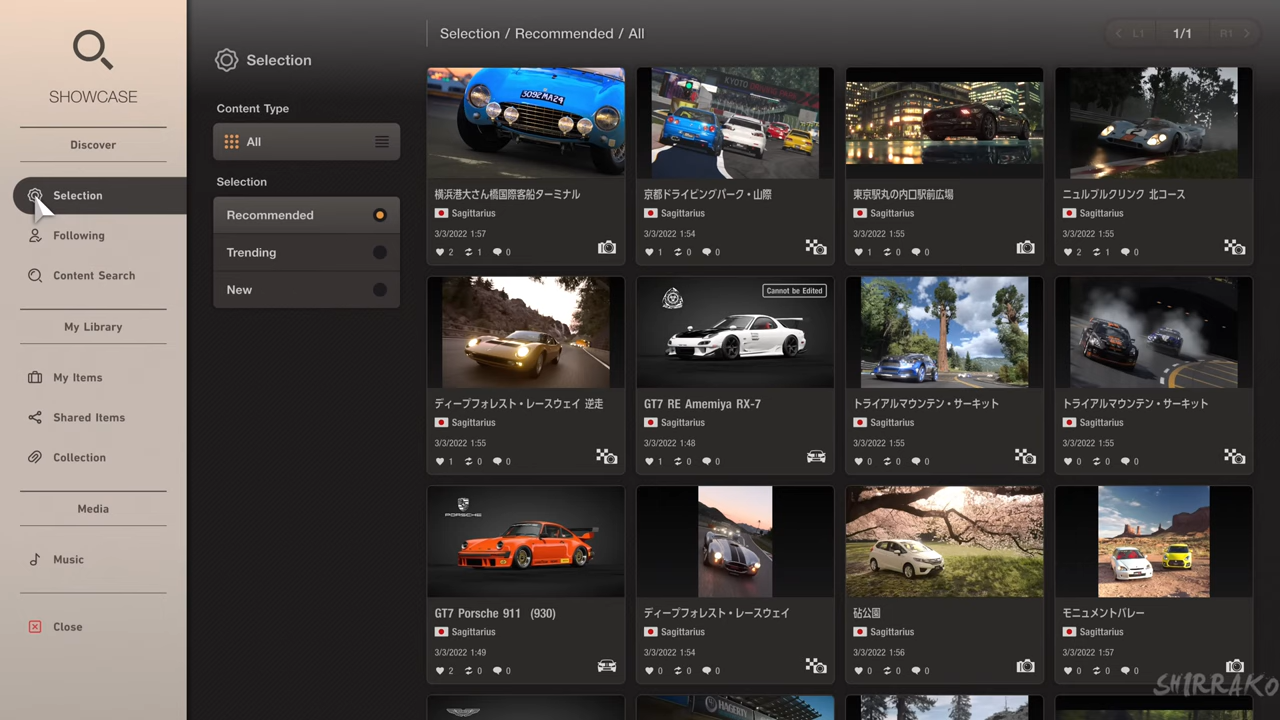 SHOWCASE
Discover
Selection
Following
Content Search
My Library
My Items
Shared Items
Collection
Media
Music
Close
Selection
Content Type
All
Selection
Recommended
Trending
New
Selection / Recommended / All
L1 1/1 R1
5092MA24
横浜港大さん橋国際客船ターミナル
Sagittarius
3/3/2022 1:57
2 1 0
KYOTO
京都ドライビングパーク・山際
Sagittarius
3/3/2022 1:54
1 0 0
東京駅丸の内口駅前広場
Sagittarius
3/3/2022 1:55
1 0 0
ニュルブルクリンク 北コース
Sagittarius
3/3/2022 1:55
2 1 0
ディープフォレスト・レースウェイ 逆走
Sagittarius
3/3/2022 1:55
1 0 0
Cannot be Edited
GT7 RE Amemiya RX-7
Sagittarius
3/3/2022 1:48
1 0 0
トライアルマウンテン・サーキット
Sagittarius
3/3/2022 1:55
0 0 0
トライアルマウンテン・サーキット
Sagittarius
3/3/2022 1:55
0 0 0
PORSCHE
GT7 Porsche 911 (930)
Sagittarius
3/3/2022 1:49
2 0 0
ディープフォレスト・レースウェイ
Sagittarius
3/3/2022 1:54
0 0 0
砧公園
Sagittarius
3/3/2022 1:56
0 0 0
モニュメントバレー
Sagittarius
3/3/2022 1:57
0 0 0
HAGERTY
SHIRRAKO